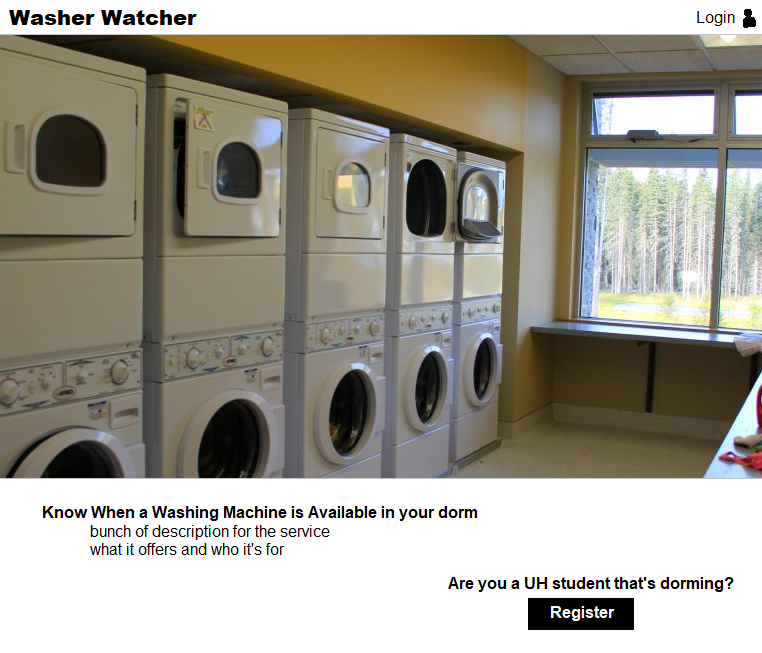 Washer Watcher
Login
Know When a Washing Machine is Available in your dorm
bunch of description for the service
what it offers and who it's for
Are you a UH student that's dorming?
Register